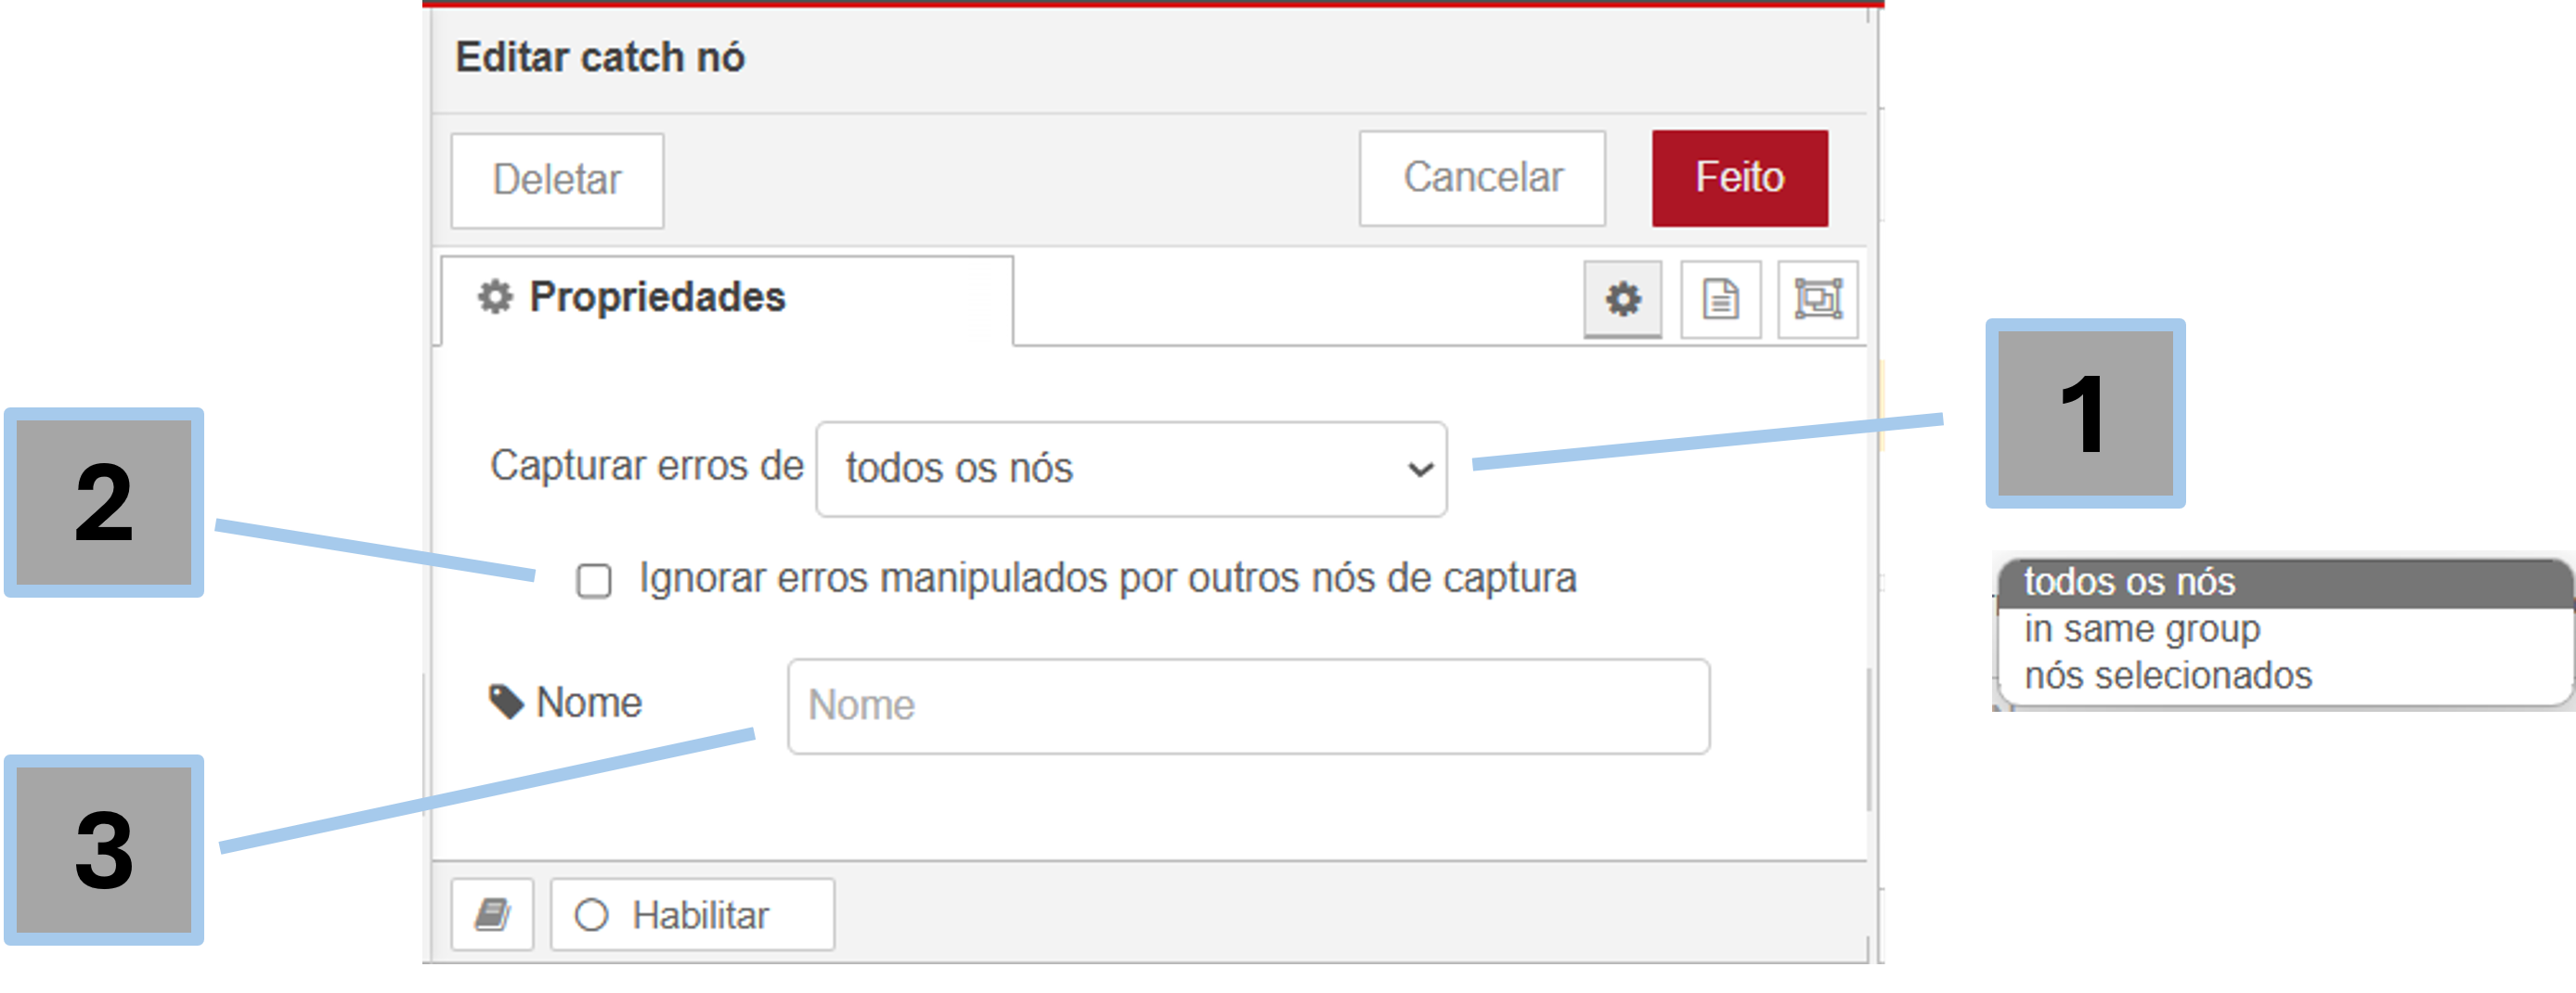 Editar catch nó
Deletar
Cancelar
Feito
Propriedades
1
Capturar erros de
todos os nós
2
Ignorar erros manipulados por outros nós de captura
todos os nós
in same group
nós selecionados
Nome
Nome
3
Habilitar